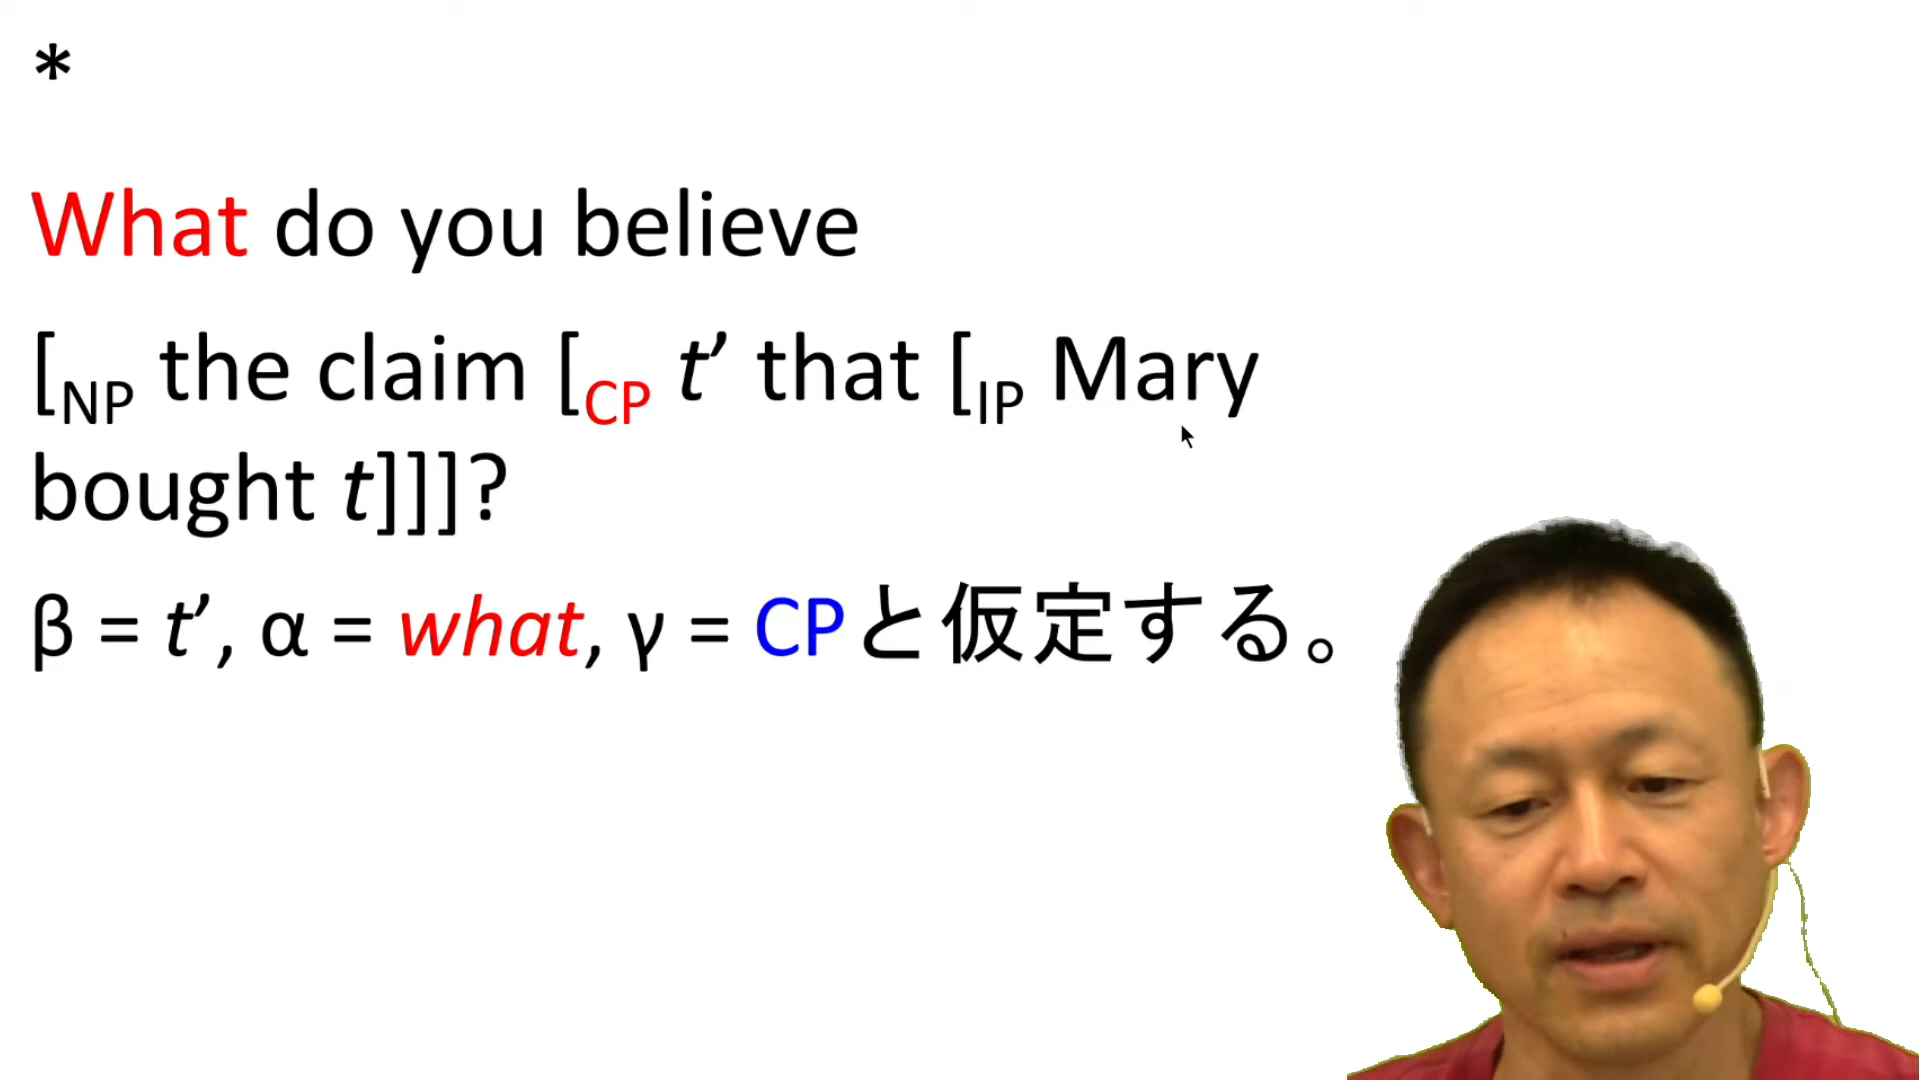 *
What do you believe
[NP the claim [CP t’ that [IP Mary
bought t]]]?
β = t’, α = what, γ = CPと仮定する。